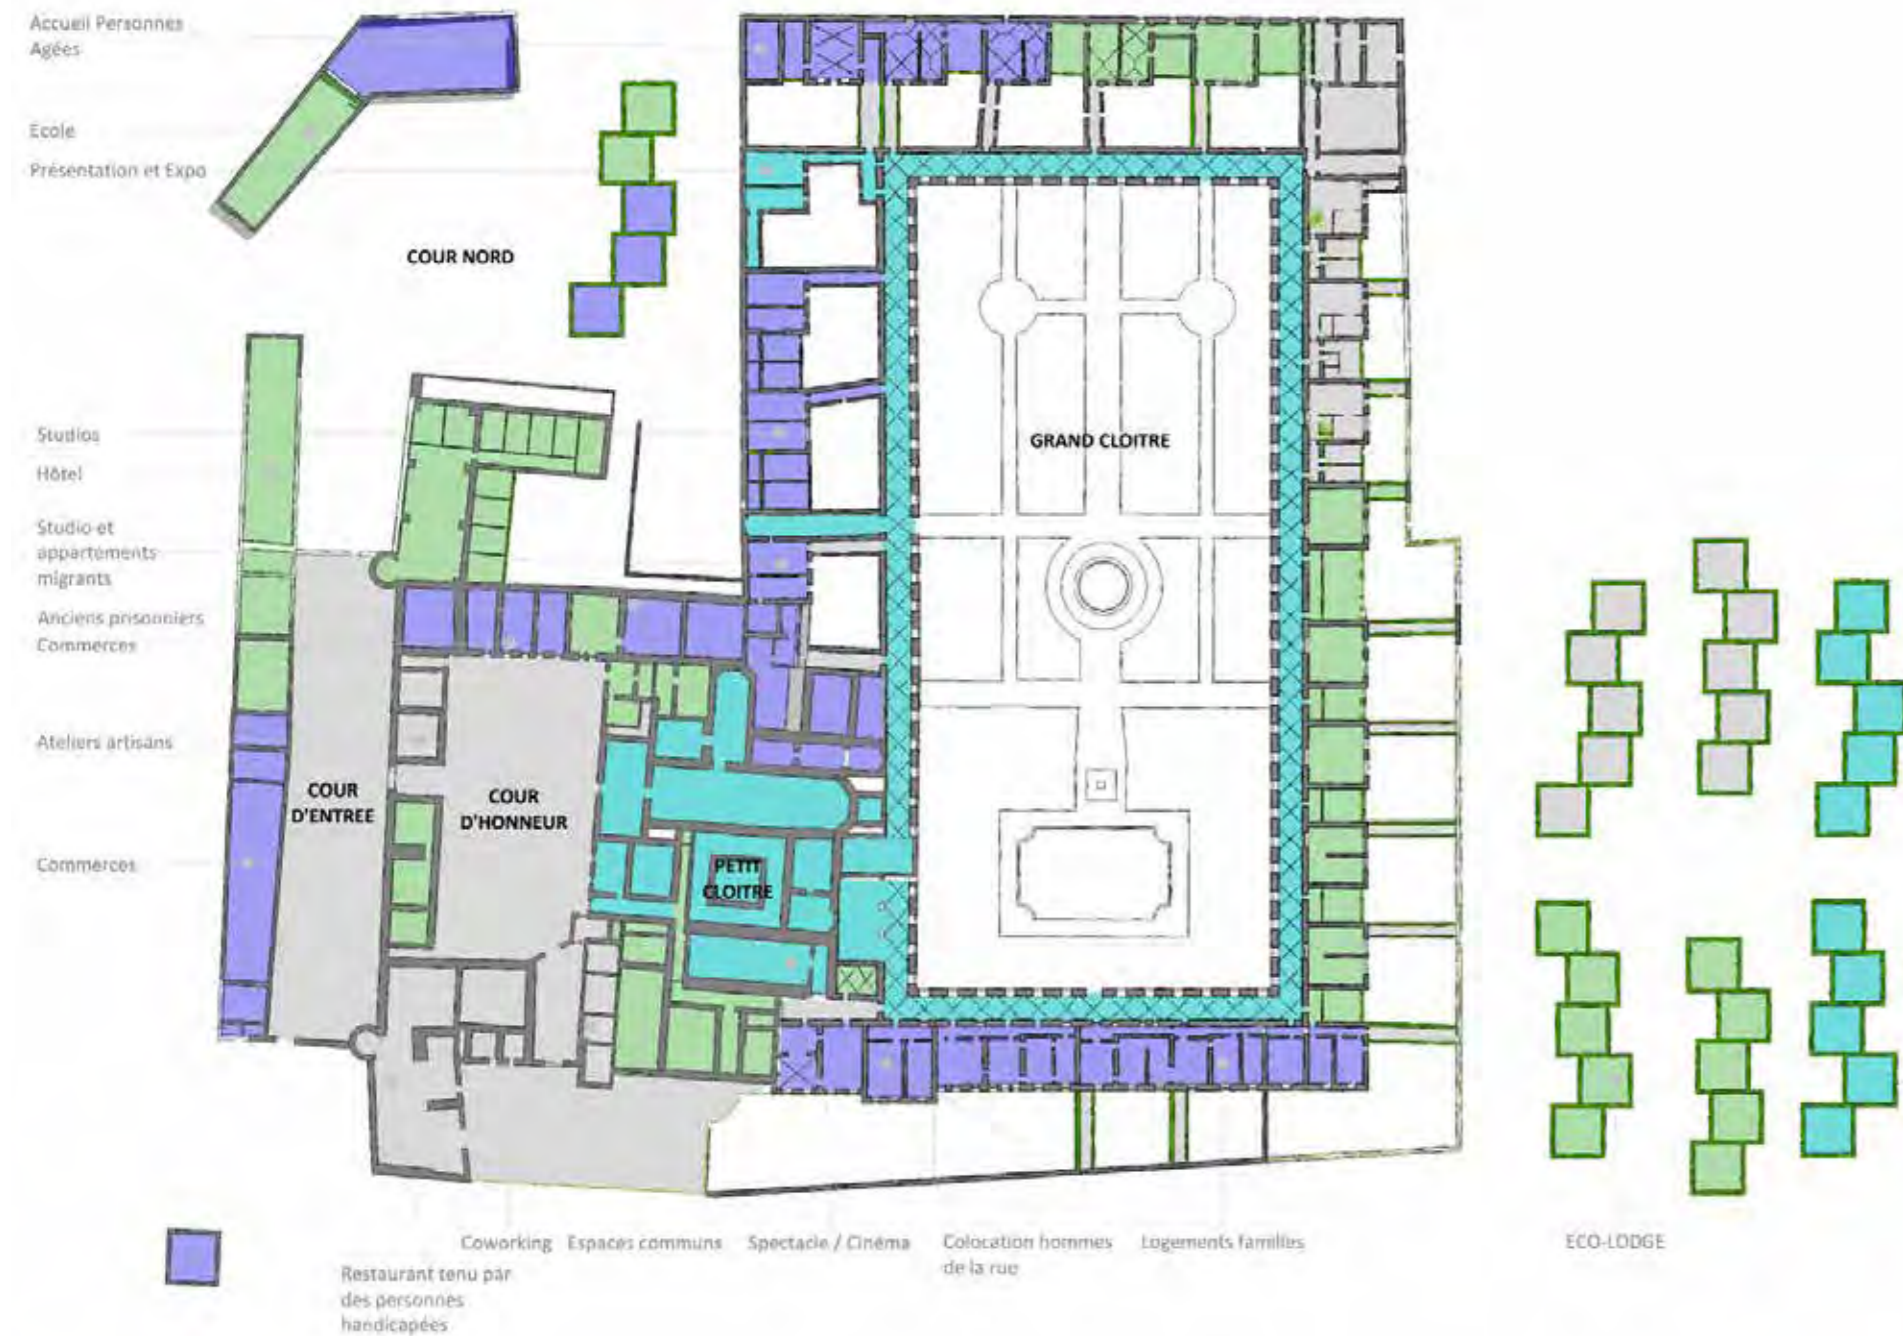 Accueil Personnes
Agées
Ecole
Présentation et Expo
COUR NORD
Studios
GRAND CLOITRE
Hôtel
Studio et
appartements
migrants
Anciens prisonniers
Commerces
Ateliers artisans
COUR
D'ENTREE
COUR
D'HONNEUR
Commerces
PETIT
CLOITRE
Coworking
Espaces communs
Spectacle / Cinéma
Colocation hommes
de la rue
Logements familles
ECO-LODGE
Restaurant tenu par
des personnes
handicapées